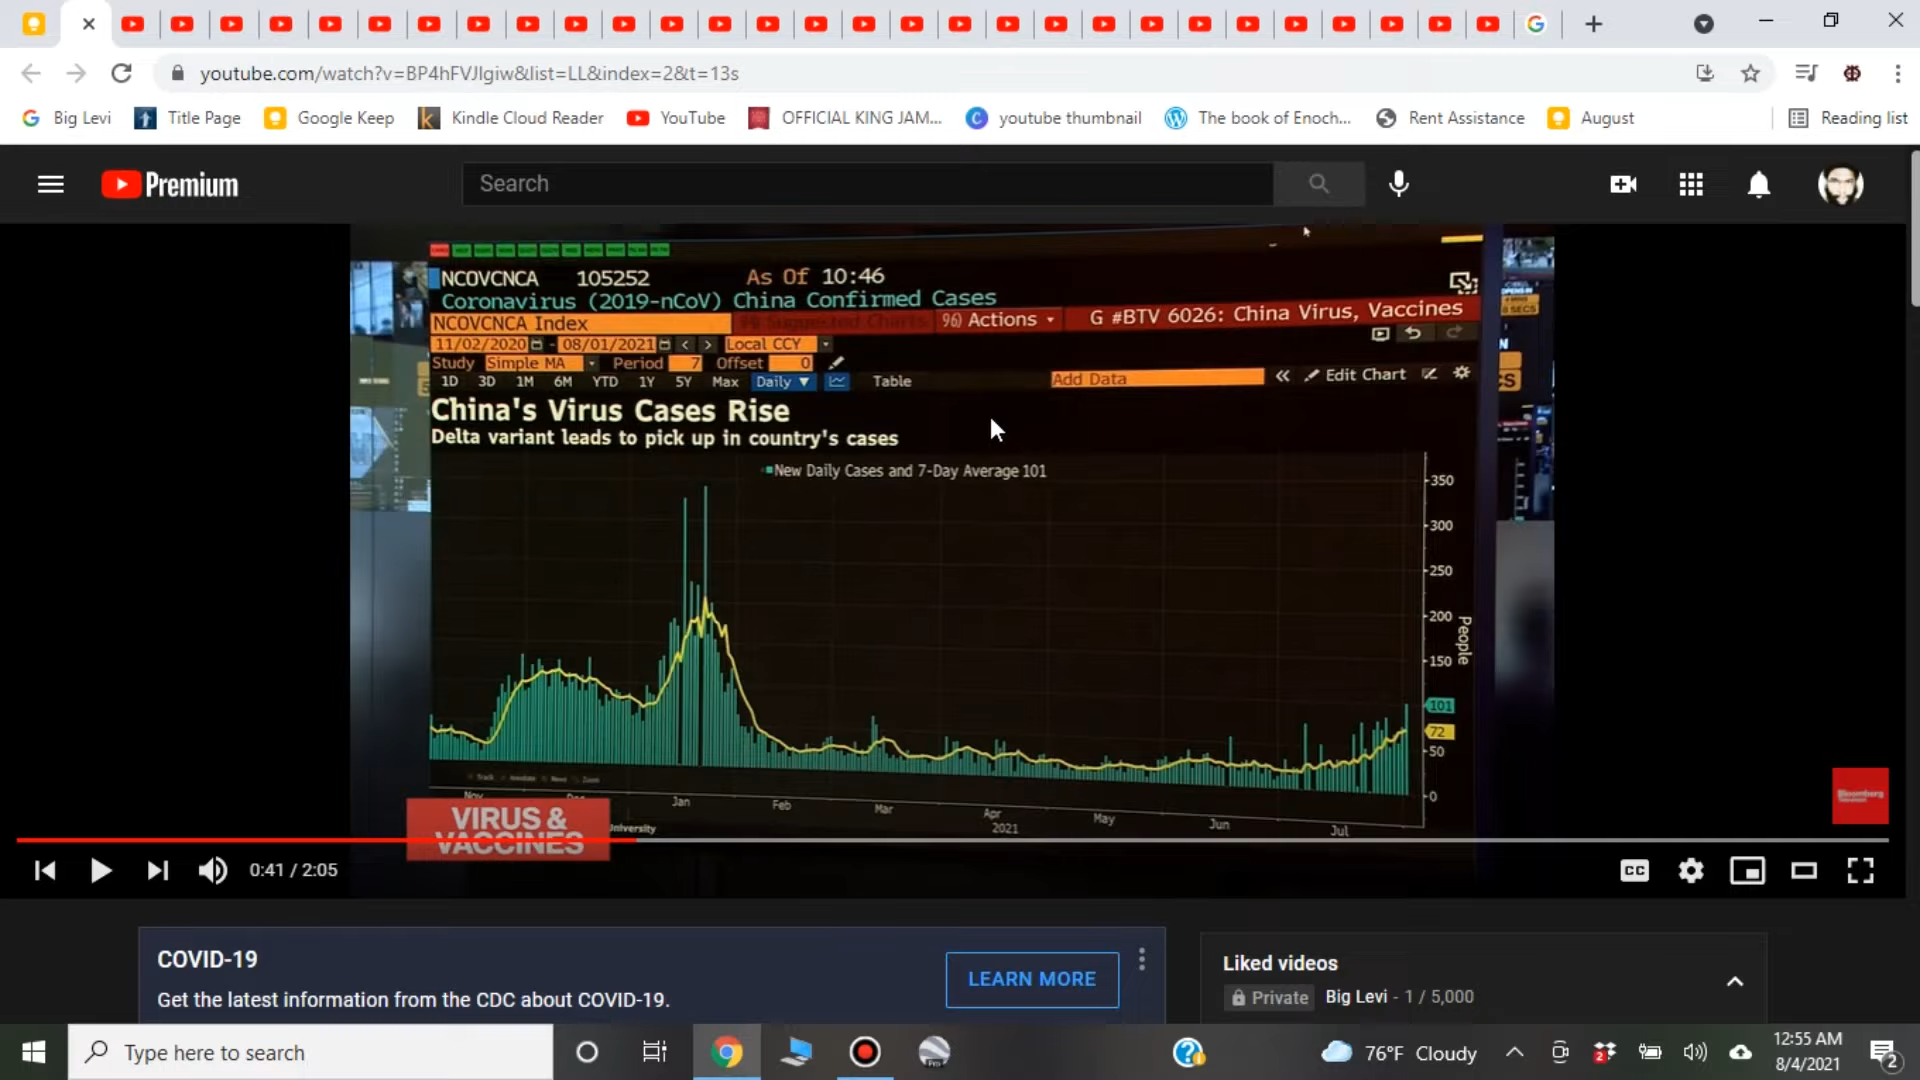 youtube.com/watch?v=BP4hFVJIgiw&list=LL&index=2&t=13s
Big Levi
Title Page
Google Keep
Kindle Cloud Reader
YouTube
OFFICIAL KING JAM...
youtube thumbnail
The book of Enoch...
Rent Assistance
August
Reading list
Premium
Search
NCOVCNCA 105252 As Of 10:46
Coronavirus (2019-nCoV) China Confirmed Cases
NCOVCNCA Index
96) Actions
G #BTV 6026: China Virus, Vaccines
11/02/2020 - 08/01/2021 < > Local CCY
Study Simple MA Period 7 Offset 0
1D 3D 1M 6M YTD 1Y 5Y Max Daily ▼ Table
Add Data
« Edit Chart
China's Virus Cases Rise
Delta variant leads to pick up in country's cases
New Daily Cases and 7-Day Average 101
350
300
250
200
150
101
72
50
0
People
Nov
Jan
Feb
Mar
Apr
May
Jun
Jul
2021
University
VIRUS &
VACCINES
Bloomberg
0:41 / 2:05
CC
COVID-19
Get the latest information from the CDC about COVID-19.
LEARN MORE
Liked videos
Private
Big Levi - 1 / 5,000
Type here to search
76°F Cloudy
12:55 AM
8/4/2021
2
2